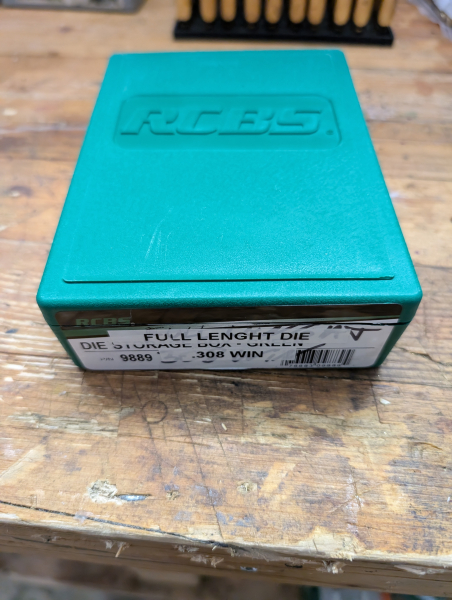 RCBS.
RCBS.
FULL LENGHT DIE
DIE STORAGE BOX - GREEN
9889 .308 WIN